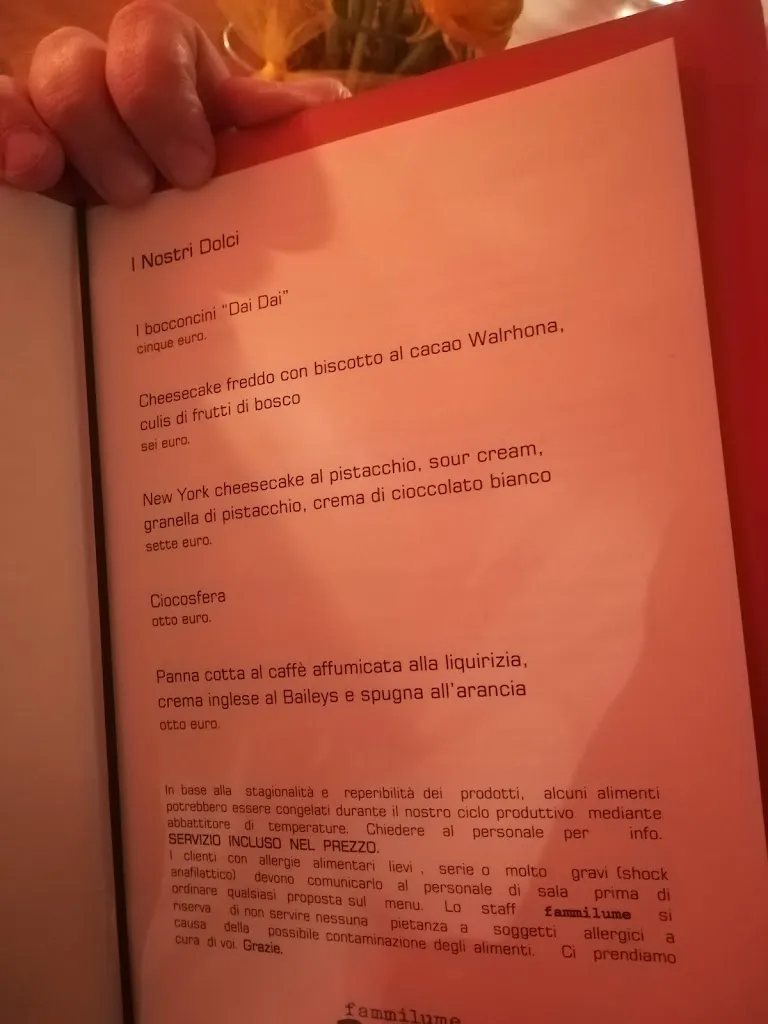 I Nostri Dolci
I bocconcini "Dai Dai"
cinque euro.
Cheesecake freddo con biscotto al cacao Walrhona,
culis di frutti di bosco
sei euro.
New York cheesecake al pistacchio, sour cream,
granella di pistacchio, crema di cioccolato bianco
sette euro.
Ciocosfera
otto euro.
Panna cotta al caffè affumicata alla liquirizia,
crema inglese al Baileys e spugna all'arancia
otto euro.
In base alla stagionalità e reperibilità dei prodotti, alcuni alimenti
potrebbero essere congelati durante il nostro ciclo produttivo mediante
abbattitore di temperature. Chiedere al personale per info.
SERVIZIO INCLUSO NEL PREZZO.
I clienti con allergie alimentari lievi , serie o molto gravi (shock
anafilattico) devono comunicarlo al personale di sala prima di
ordinare qualsiasi proposta sul menu. Lo staff fammilume si
riserva di non servire nessuna pietanza a soggetti allergici a
causa della possibile contaminazione degli alimenti. Ci prendiamo
cura di voi. Grazie.
fammilume